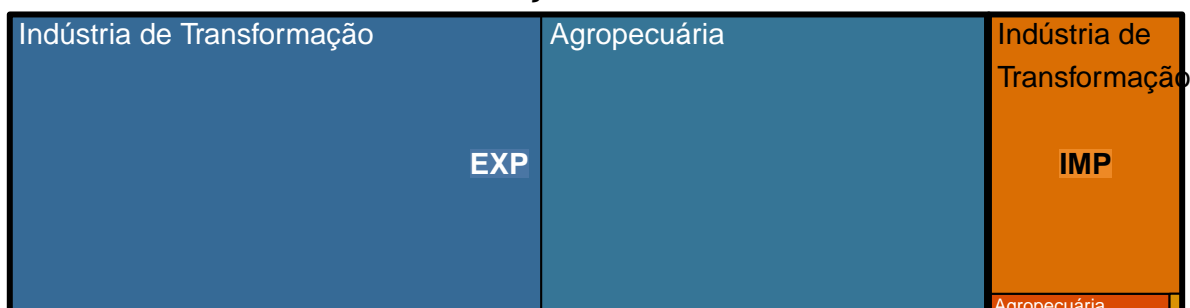 Indústria de Transformação
Agropecuária
Indústria de
Transformação
EXP
IMP
Agropecuária